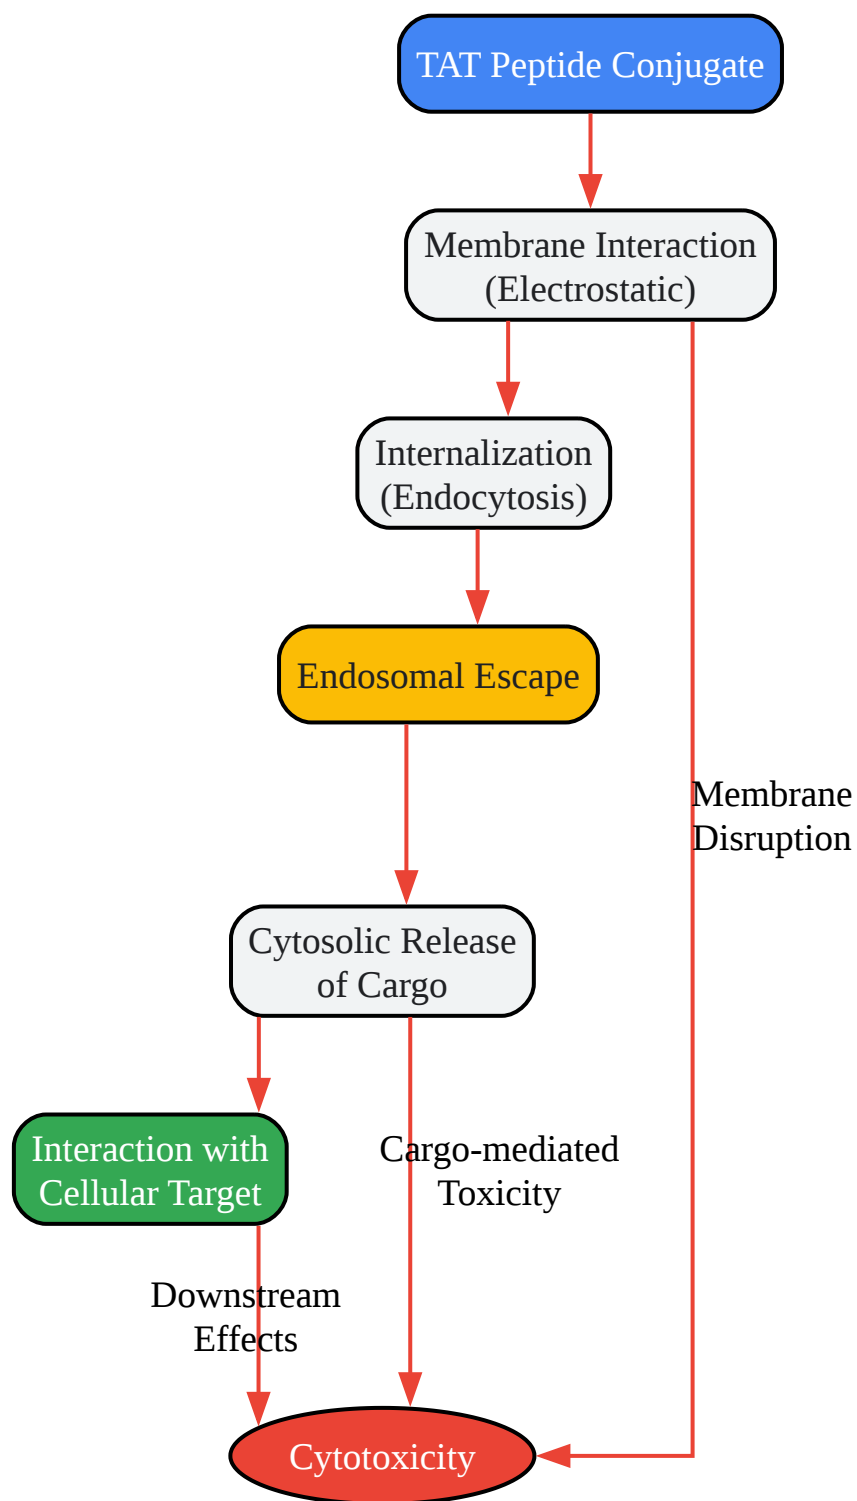 TAT Peptide Conjugate
Membrane Interaction
(Electrostatic)
Internalization
(Endocytosis)
Endosomal Escape
Membrane
Disruption
Cytosolic Release
of Cargo
Interaction with
Cellular Target
Cargo-mediated
Toxicity
Downstream
Effects
Cytotoxicity